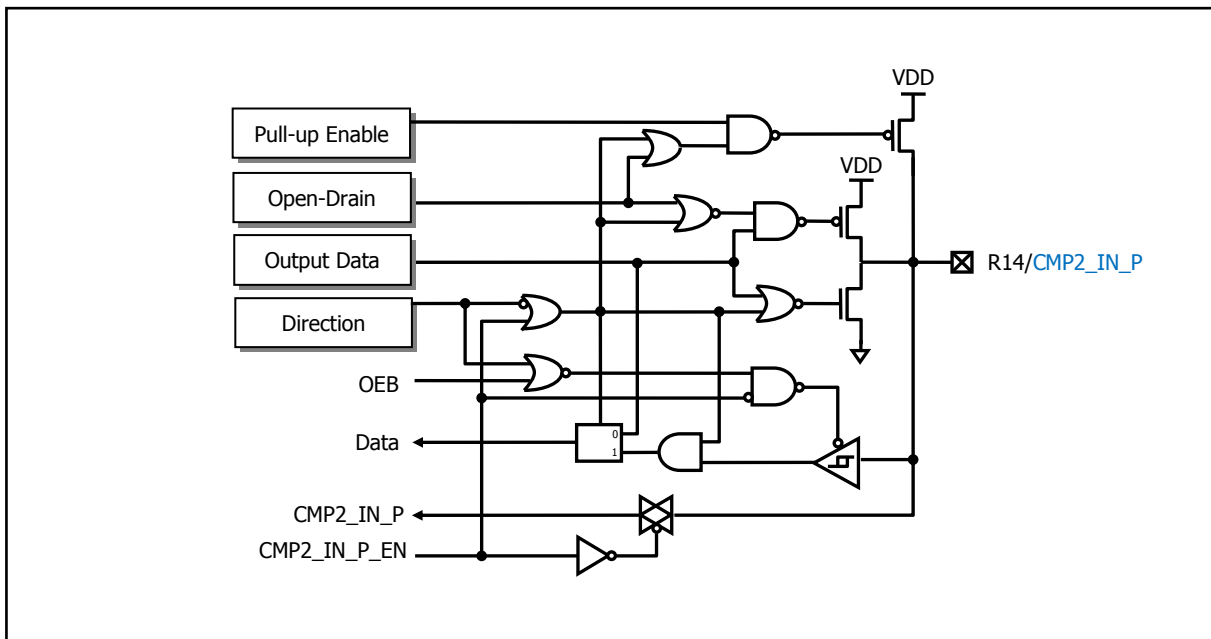 VDD
Pull-up Enable
VDD
Open-Drain
Output Data
R14/CMP2_IN_P
Direction
OEB
0
Data
1
CMP2_IN_P
CMP2_IN_P_EN